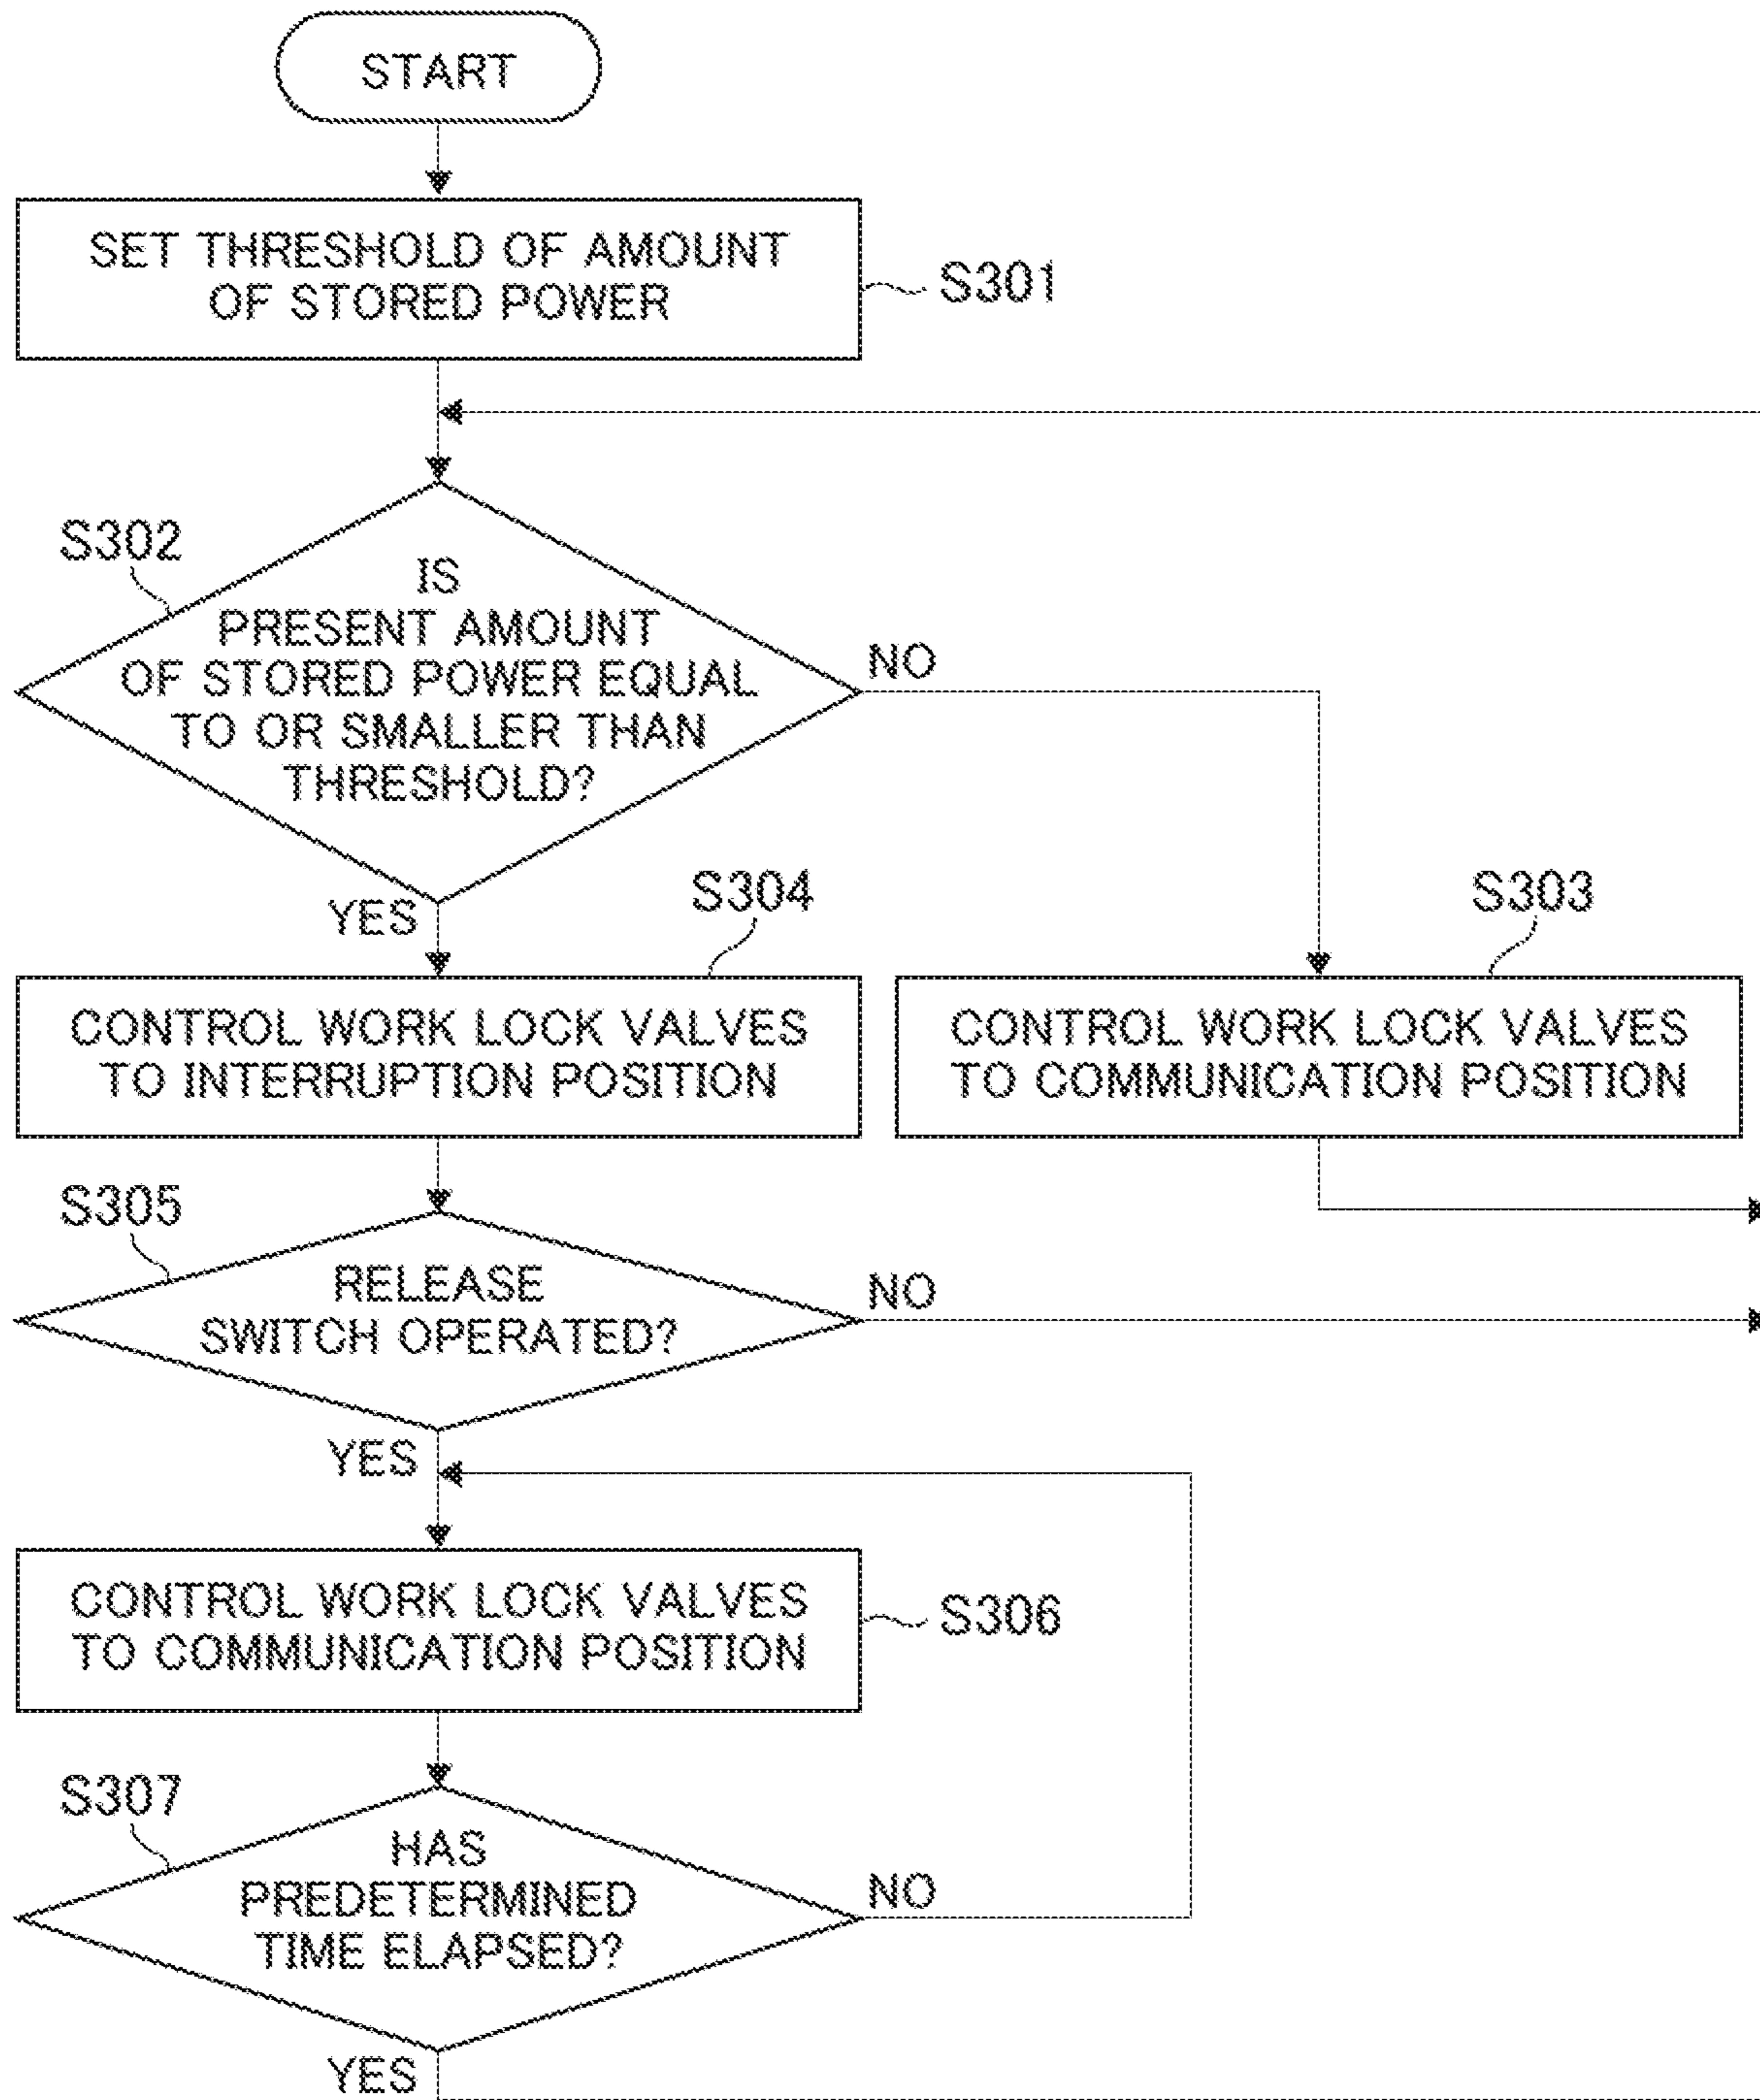 START
SET THRESHOLD OF AMOUNT
OF STORED POWER
S301
S302
IS
PRESENT AMOUNT
OF STORED POWER EQUAL
TO OR SMALLER THAN
THRESHOLD?
NO
YES
S304
S303
CONTROL WORK LOCK VALVES
TO INTERRUPTION POSITION
CONTROL WORK LOCK VALVES
TO COMMUNICATION POSITION
S305
RELEASE
SWITCH OPERATED?
NO
YES
CONTROL WORK LOCK VALVES
TO COMMUNICATION POSITION
S306
S307
HAS
PREDETERMINED
TIME ELAPSED?
NO
YES